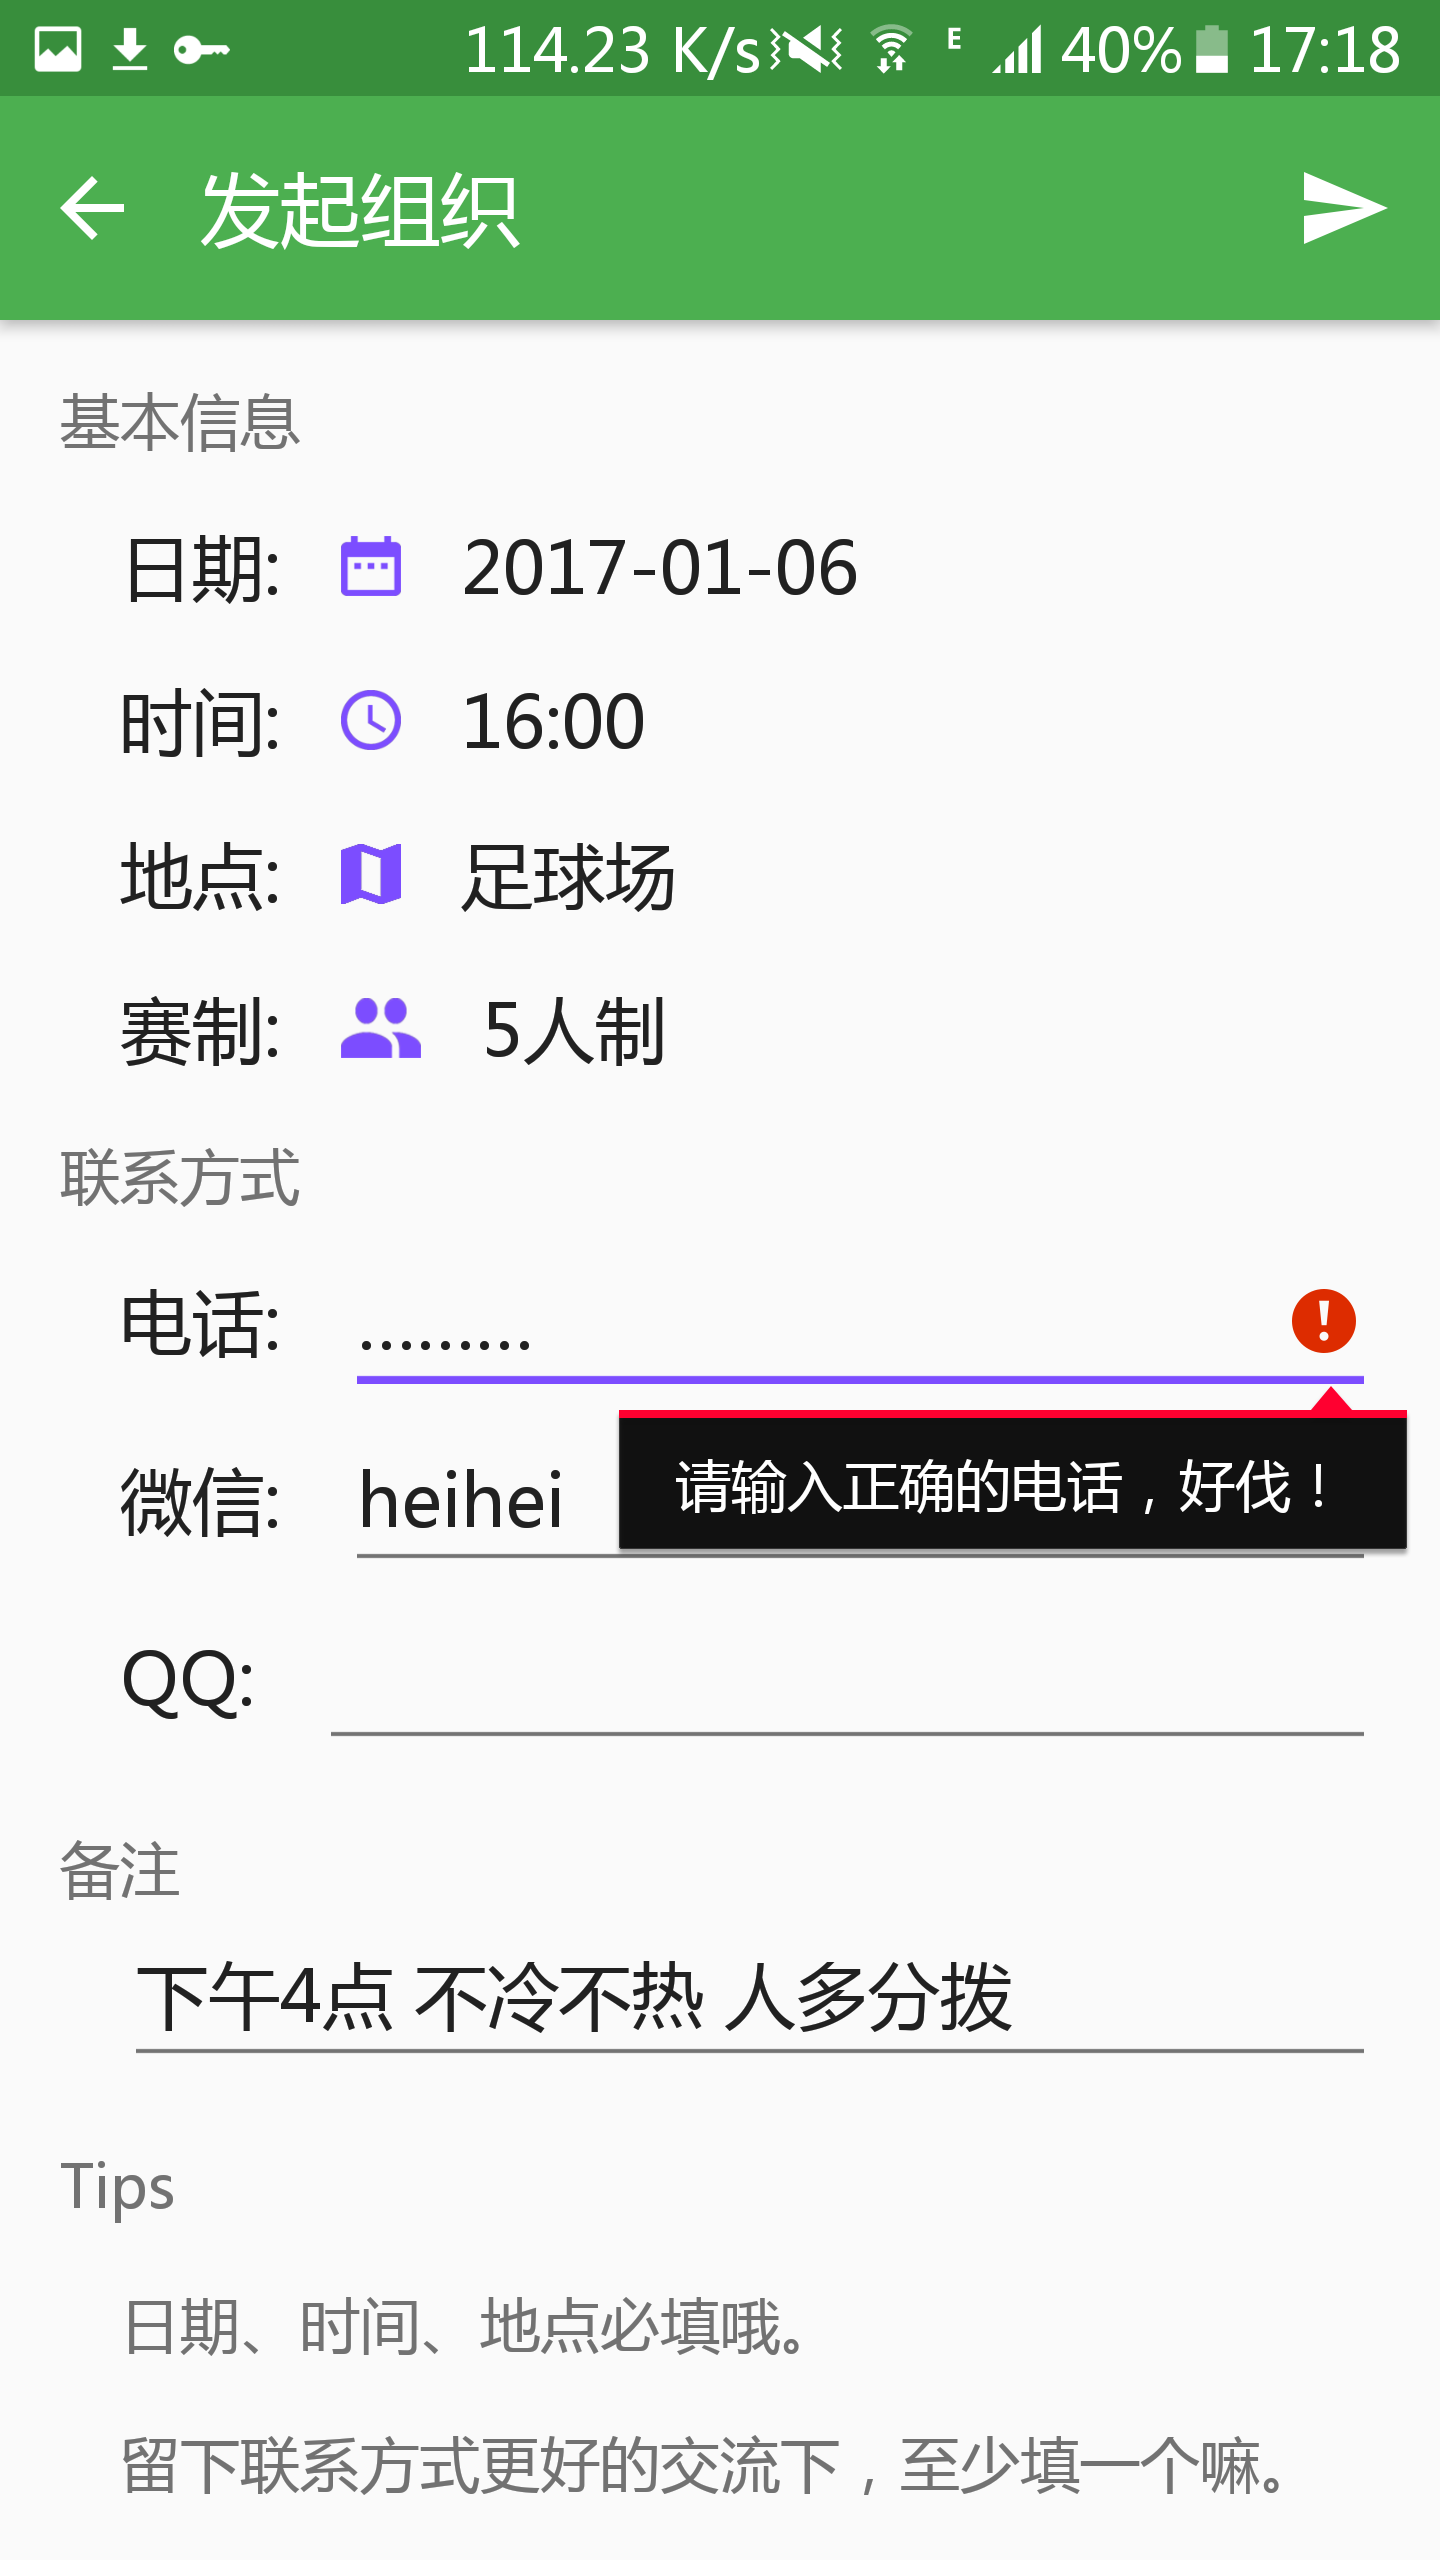 114.23 K/s E 40% 17:18
发起组织
基本信息
日期: 2017-01-06
时间: 16:00
地点: 足球场
赛制: 5人制
联系方式
电话: .........
请输入正确的电话，好伐！
微信: heihei
QQ:
备注
下午4点 不冷不热 人多分拨
Tips
日期、时间、地点必填哦。
留下联系方式更好的交流下，至少填一个嘛。